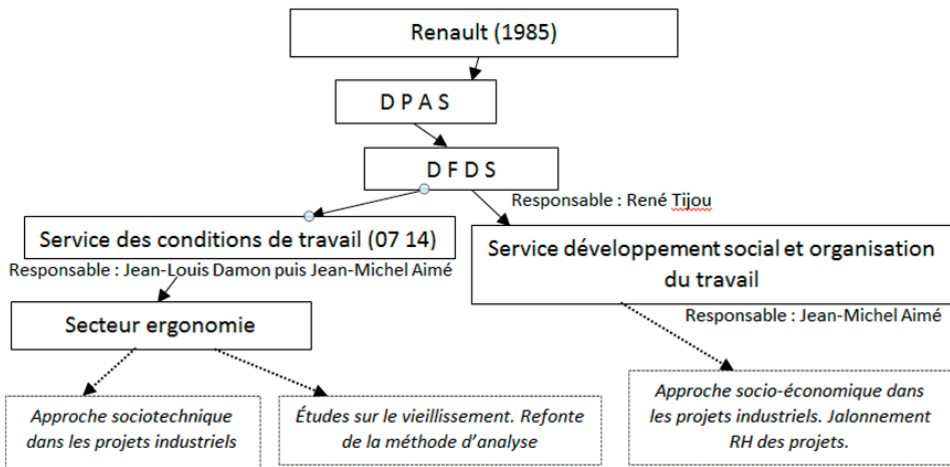 Renault (1985)
D P A S
D F D S
Responsable : René Tijou
Service des conditions de travail (07 14)
Responsable : Jean-Louis Damon puis Jean-Michel Aimé
Service développement social et organisation
du travail
Responsable : Jean-Michel Aimé
Secteur ergonomie
Approche sociotechnique
dans les projets industriels
Études sur le vieillissement. Refonte
de la méthode d’analyse
Approche socio-économique dans
les projets industriels. Jalonnement
RH des projets.